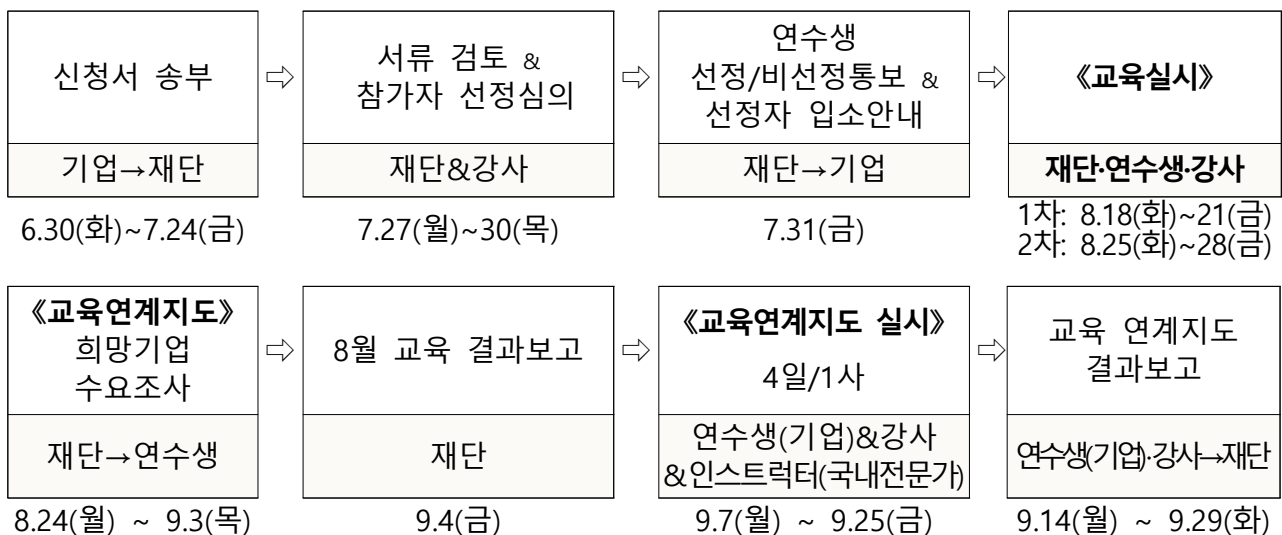 신청서 송부
⇨
서류 검토 &
참가자 선정심의
⇨
연수생
선정/비선정통보 &
선정자 입소안내
⇨
《교육실시》
기업→재단
재단&강사
재단→기업
재단·연수생·강사
6.30(화)~7.24(금)
7.27(월)~30(목)
7.31(금)
1차: 8.18(화)~21(금)
2차: 8.25(화)~28(금)
《교육연계지도》
희망기업
수요조사
⇨
8월 교육 결과보고
⇨
《교육연계지도 실시》
4일/1사
⇨
교육 연계지도
결과보고
재단→연수생
재단
연수생(기업)&강사
&인스트럭터(국내전문가)
연수생(기업)·강사→재단
8.24(월) ~ 9.3(목)
9.4(금)
9.7(월) ~ 9.25(금)
9.14(월) ~ 9.29(화)